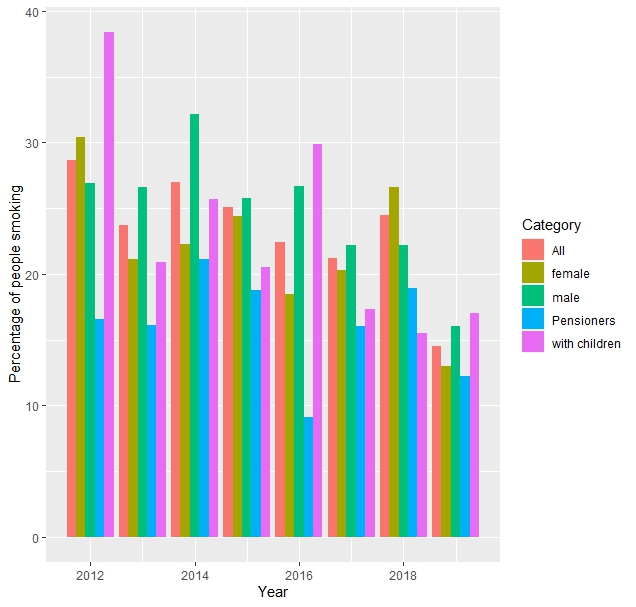 40
30
20
10
0
Percentage of people smoking
2012 2014 2016 2018
Year
Category
All
female
male
Pensioners
with children